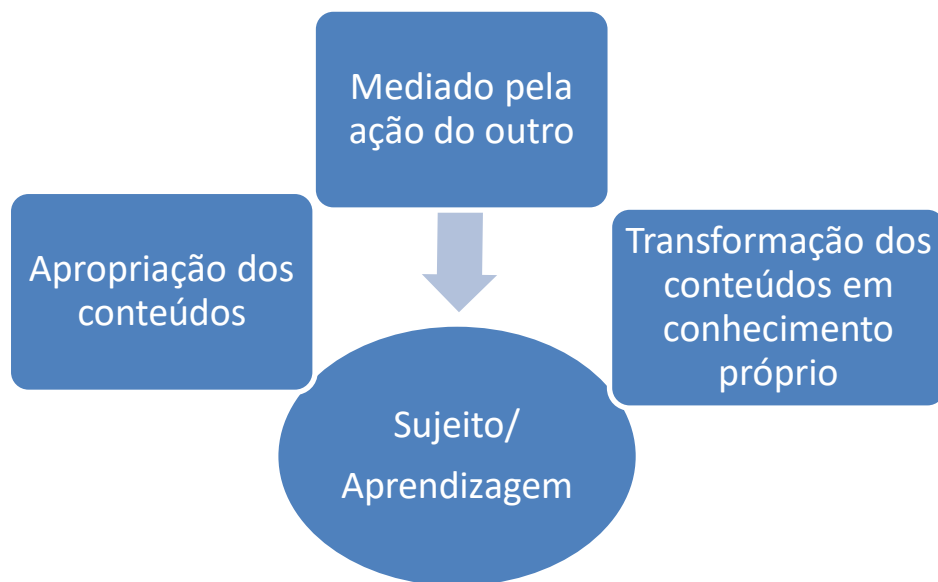 Mediado pela
ação do outro
Apropriação dos
conteúdos
Transformação dos
conteúdos em
conhecimento
próprio
Sujeito/
Aprendizagem